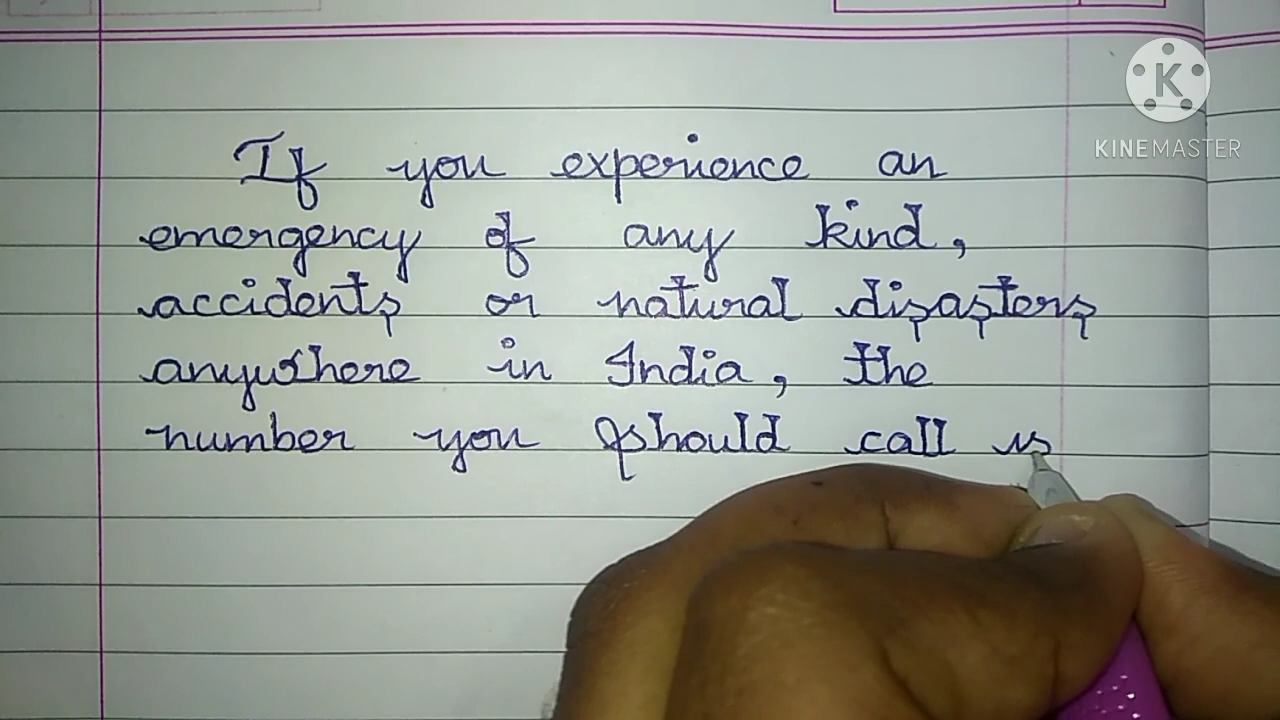 If you experience an
emergency of any kind,
accidents or natural disasters
anywhere in India, the
number you should call is
K
KINEMASTER